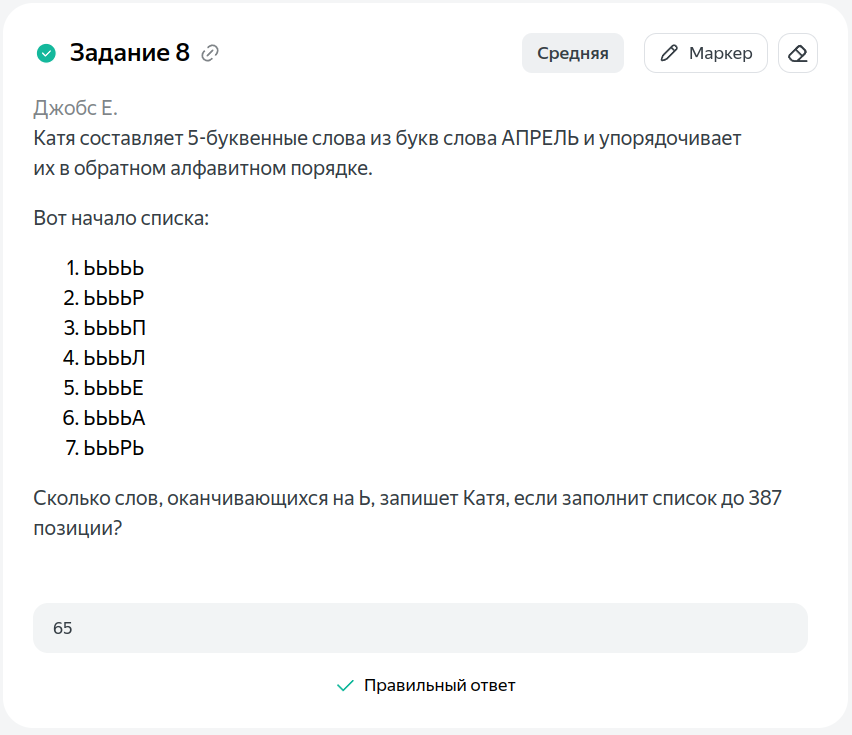 Задание 8
Средняя
Маркер
Джобс Е.
Катя составляет 5-буквенные слова из букв слова АПРЕЛЬ и упорядочивает
их в обратном алфавитном порядке.
Вот начало списка:
1. ЬЬЬЬЬ
2. ЬЬЬЬР
3. ЬЬЬЬП
4. ЬЬЬЬЛ
5. ЬЬЬЬЕ
6. ЬЬЬЬА
7. ЬЬЬРЬ
Сколько слов, оканчивающихся на Ь, запишет Катя, если заполнит список до 387
позиции?
65
Правильный ответ